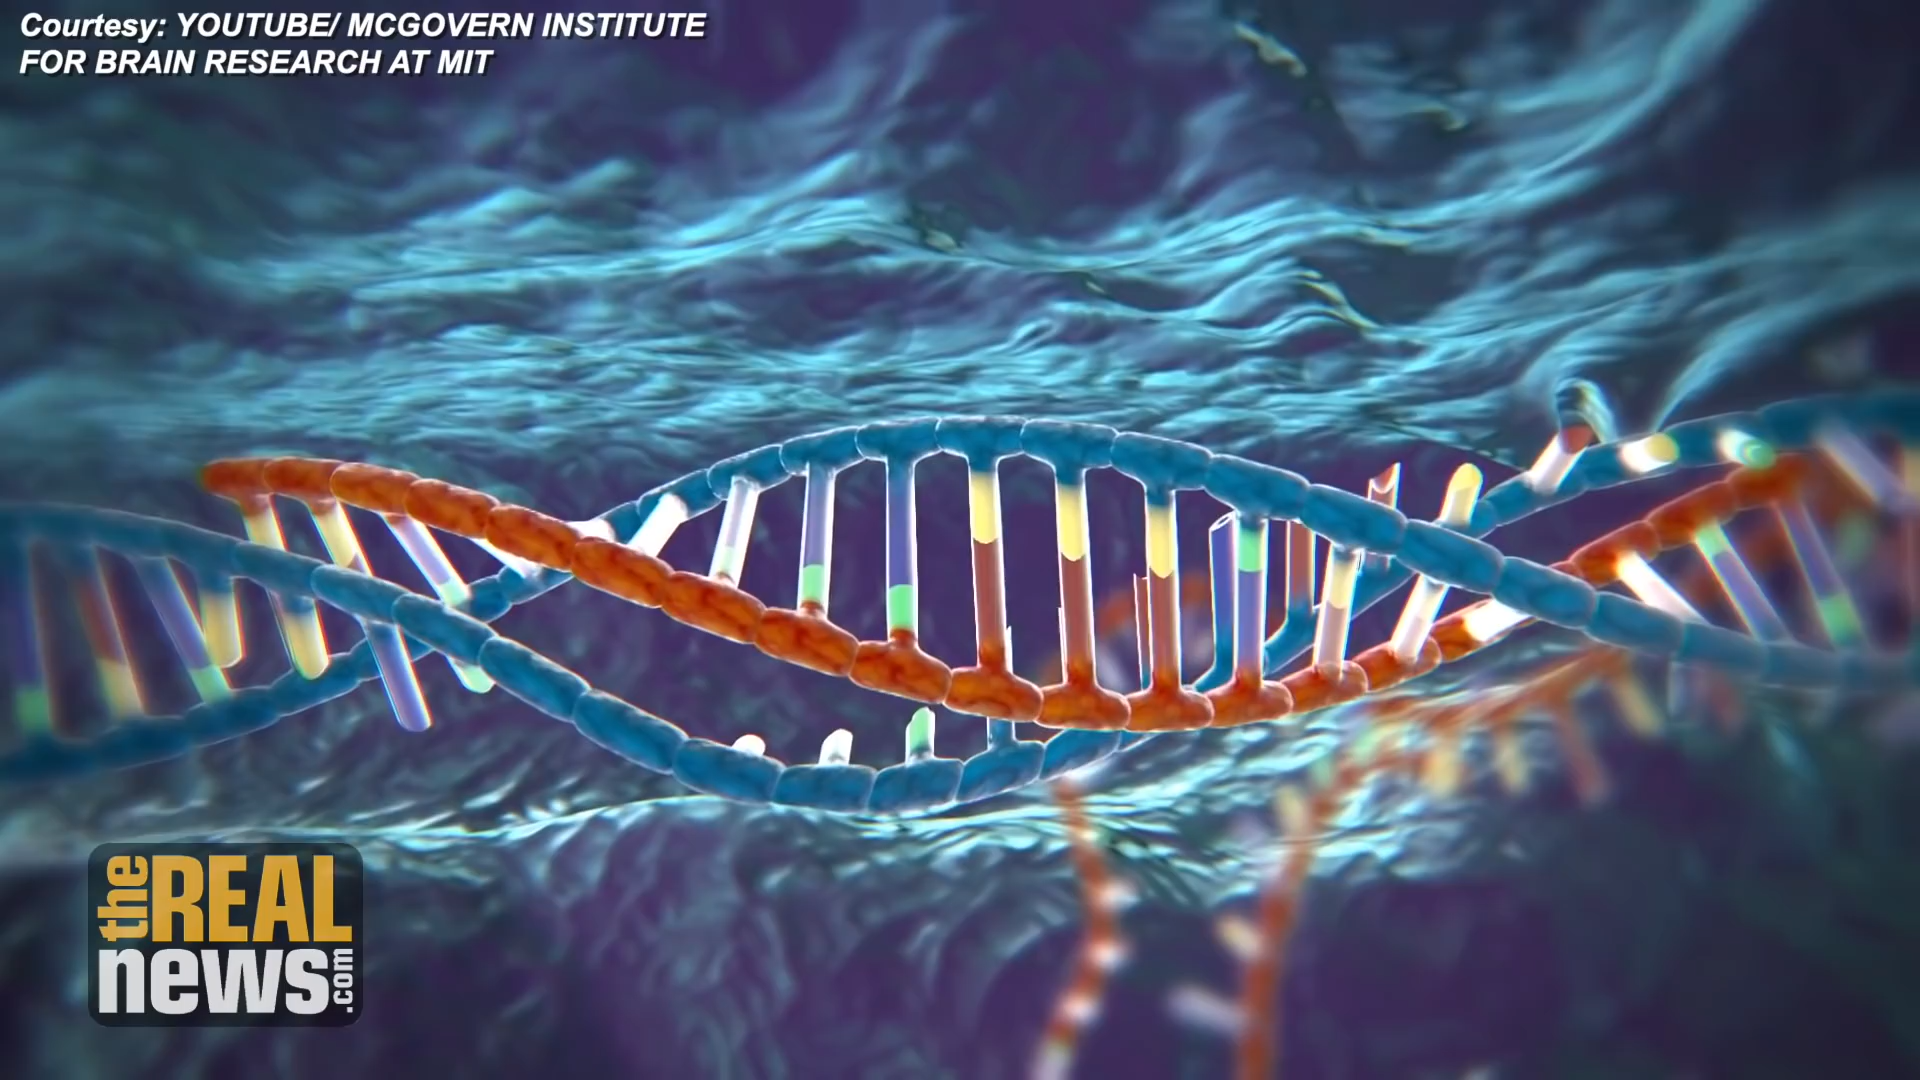 Courtesy: YOUTUBE/ MCGOVERN INSTITUTE
FOR BRAIN RESEARCH AT MIT
the REAL
news.com